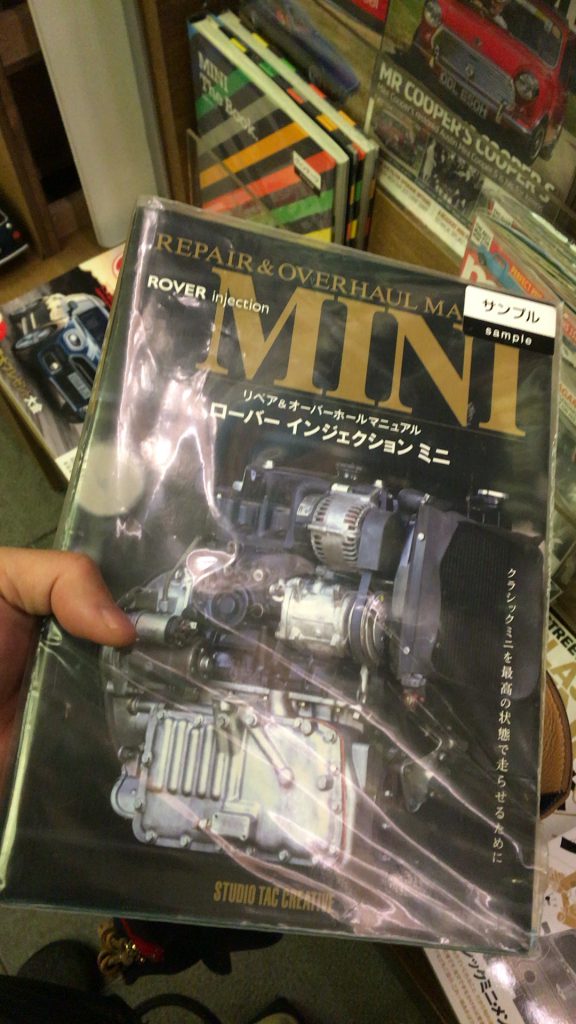 MINI
The Book.
MR COOPER'S COOPER'S
REPAIR & OVERHAUL MA
ROVER injection
MINI
サンプル
sample
リペア&オーバーホールマニュアル
ローバー インジェクション ミニ
クラシックミニを最高の状態で走らせるために
STUDIO TAC CREATIVE